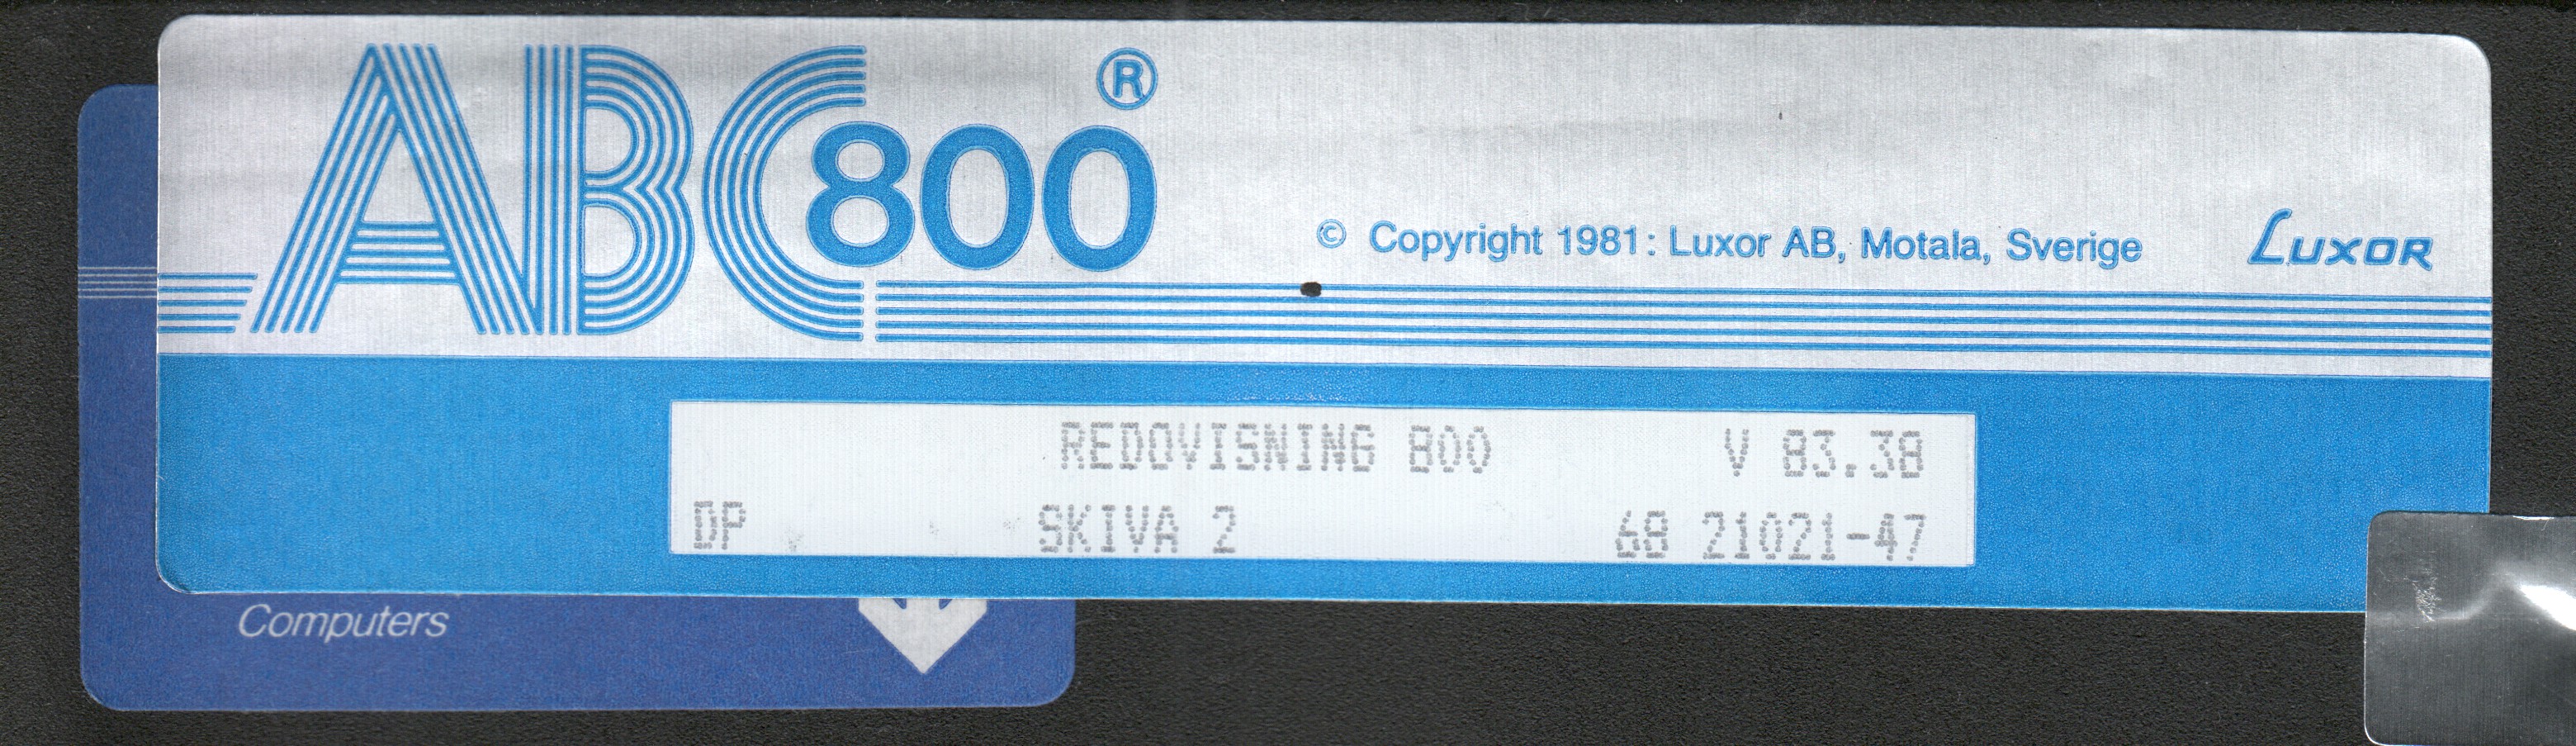 ABC800®
© Copyright 1981: Luxor AB, Motala, Sverige
LUXOR
REDOVISNING 800 V 83.38
DP SKIVA 2 68 21021-47
Computers